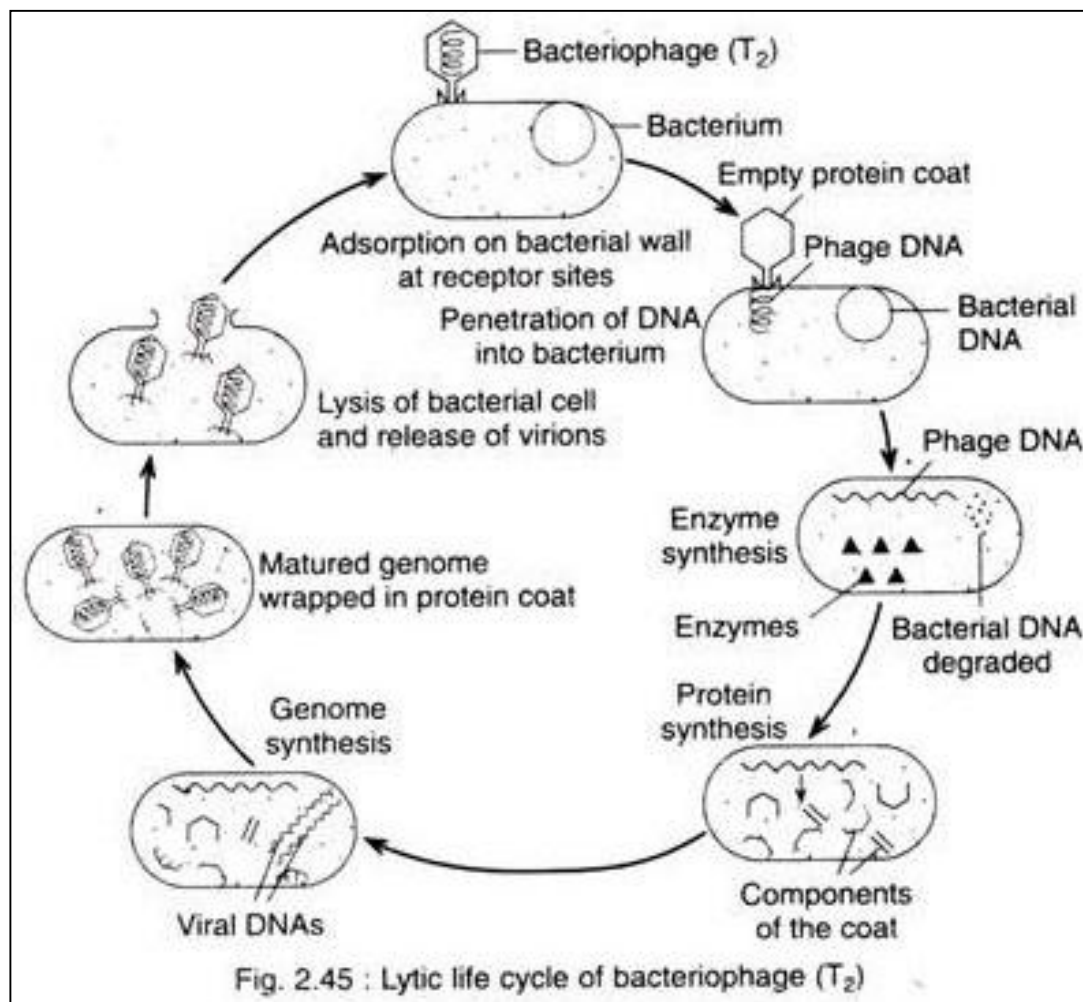 Bacteriophage (T₂)
Bacterium
Empty protein coat
Adsorption on bacterial wall
at receptor sites
Phage DNA
Penetration of DNA
into bacterium
Bacterial
DNA
Lysis of bacterial cell
and release of virions
Phage DNA
Enzyme
synthesis
Matured genome
wrapped in protein coat
Enzymes
Bacterial DNA
degraded
Protein
synthesis
Genome
synthesis
Viral DNAs
Components
of the coat
Fig. 2.45 : Lytic life cycle of bacteriophage (T₂)